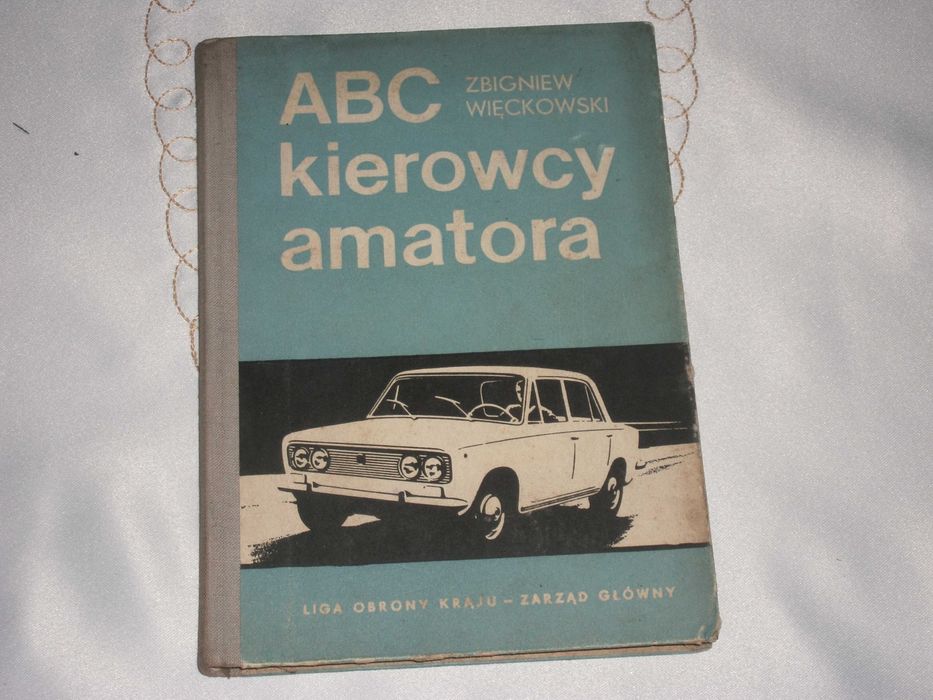 ABC
ZBIGNIEW
WIĘCKOWSKI
kierowcy
amatora
LIGA OBRONY KRAJU – ZARZĄD GŁÓWNY